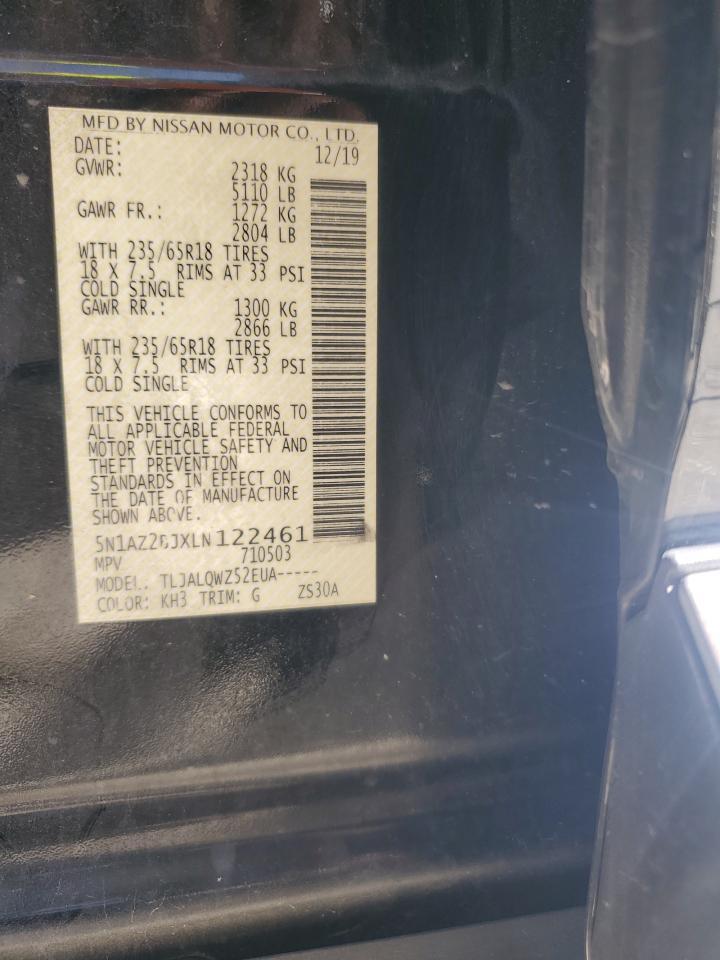 MFD BY NISSAN MOTOR CO., LTD.
DATE: 12/19
GVWR: 2318 KG
5110 LB
GAWR FR.: 1272 KG
2804 LB
WITH 235/65R18 TIRES
18 X 7.5 RIMS AT 33 PSI
COLD SINGLE
GAWR RR.: 1300 KG
2866 LB
WITH 235/65R18 TIRES
18 X 7.5 RIMS AT 33 PSI
COLD SINGLE
THIS VEHICLE CONFORMS TO
ALL APPLICABLE FEDERAL
MOTOR VEHICLE SAFETY AND
THEFT PREVENTION
STANDARDS IN EFFECT ON
THE DATE OF MANUFACTURE
SHOWN ABOVE.
5N1AZ2BJXLN122461
MPV 710503
MODEL: TLJALQWZ52EUA-----
COLOR: KH3 TRIM: G ZS30A